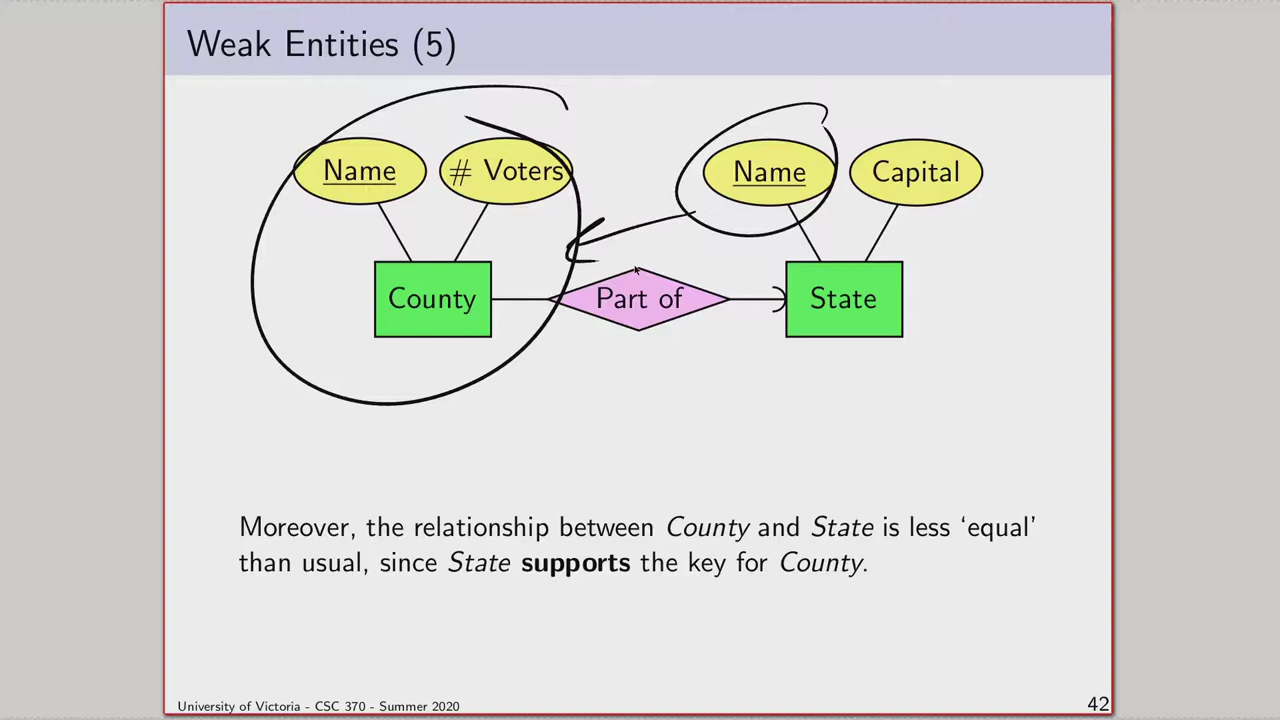 Weak Entities (5)
Name
# Voters
Name
Capital
County
Part of
State
Moreover, the relationship between County and State is less ‘equal’
than usual, since State supports the key for County.
University of Victoria - CSC 370 - Summer 2020
42